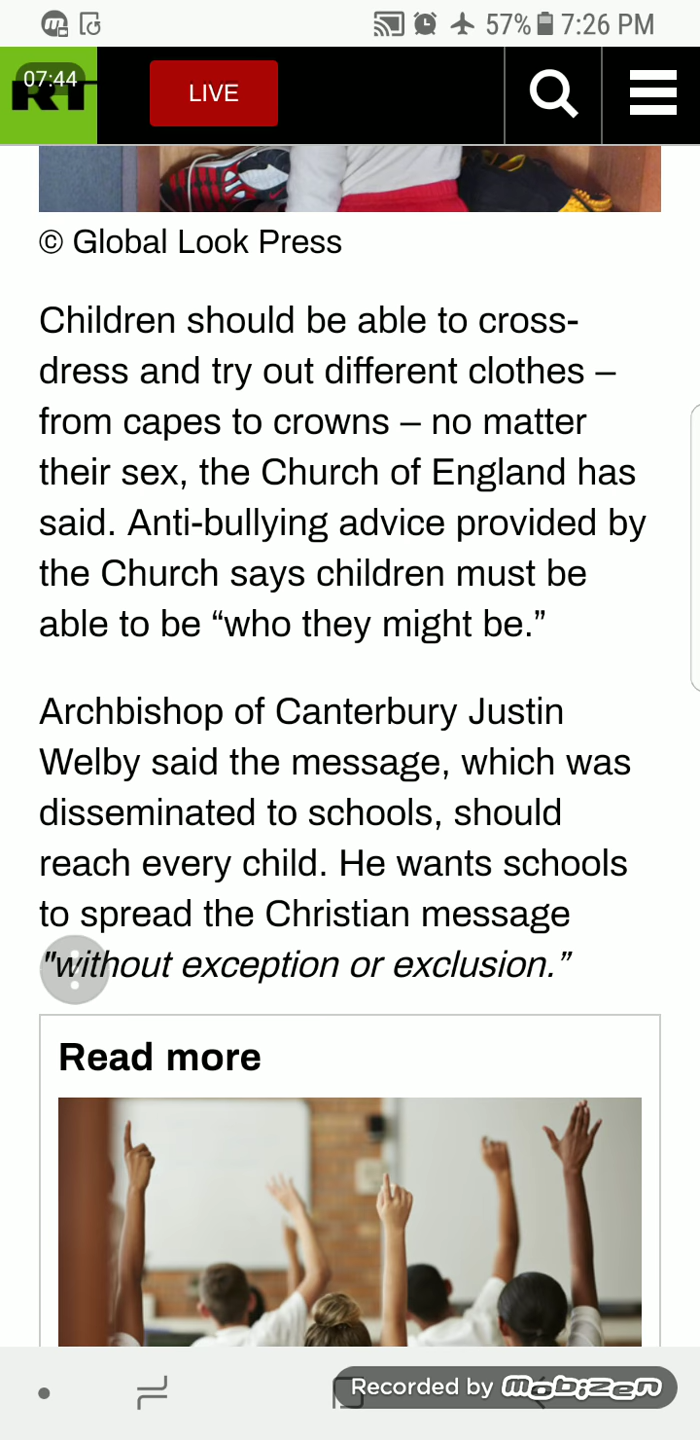 57% 7:26 PM
07:44
RT
LIVE
© Global Look Press
Children should be able to cross-
dress and try out different clothes –
from capes to crowns – no matter
their sex, the Church of England has
said. Anti-bullying advice provided by
the Church says children must be
able to be “who they might be.”
Archbishop of Canterbury Justin
Welby said the message, which was
disseminated to schools, should
reach every child. He wants schools
to spread the Christian message
"without exception or exclusion.”
Read more
Recorded by mobizen